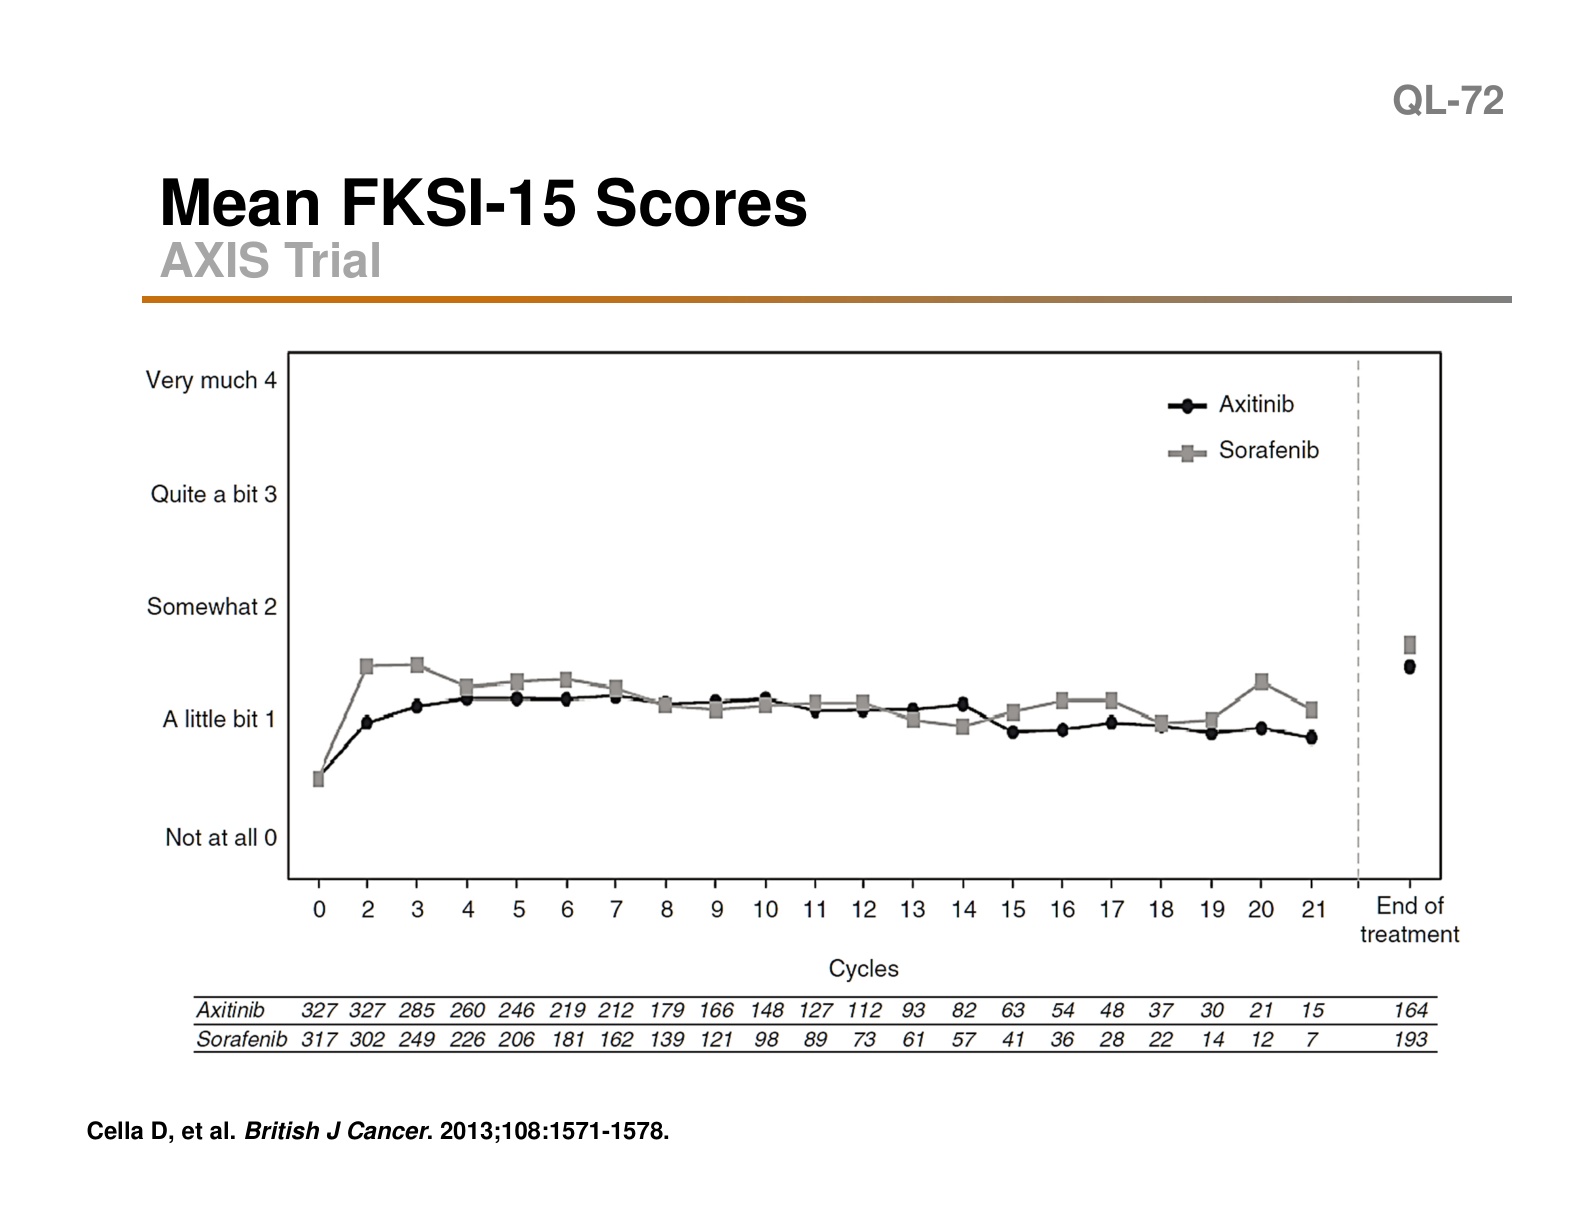 QL-72
Mean FKSI-15 Scores
AXIS Trial
Very much 4
Quite a bit 3
Somewhat 2
A little bit 1
Not at all 0
Axitinib
Sorafenib
0 2 3 4 5 6 7 8 9 10 11 12 13 14 15 16 17 18 19 20 21 End of treatment
Cycles
Axitinib 327 327 285 260 246 219 212 179 166 148 127 112 93 82 63 54 48 37 30 21 15 164
Sorafenib 317 302 249 226 206 181 162 139 121 98 89 73 61 57 41 36 28 22 14 12 7 193
Cella D, et al. British J Cancer. 2013;108:1571-1578.